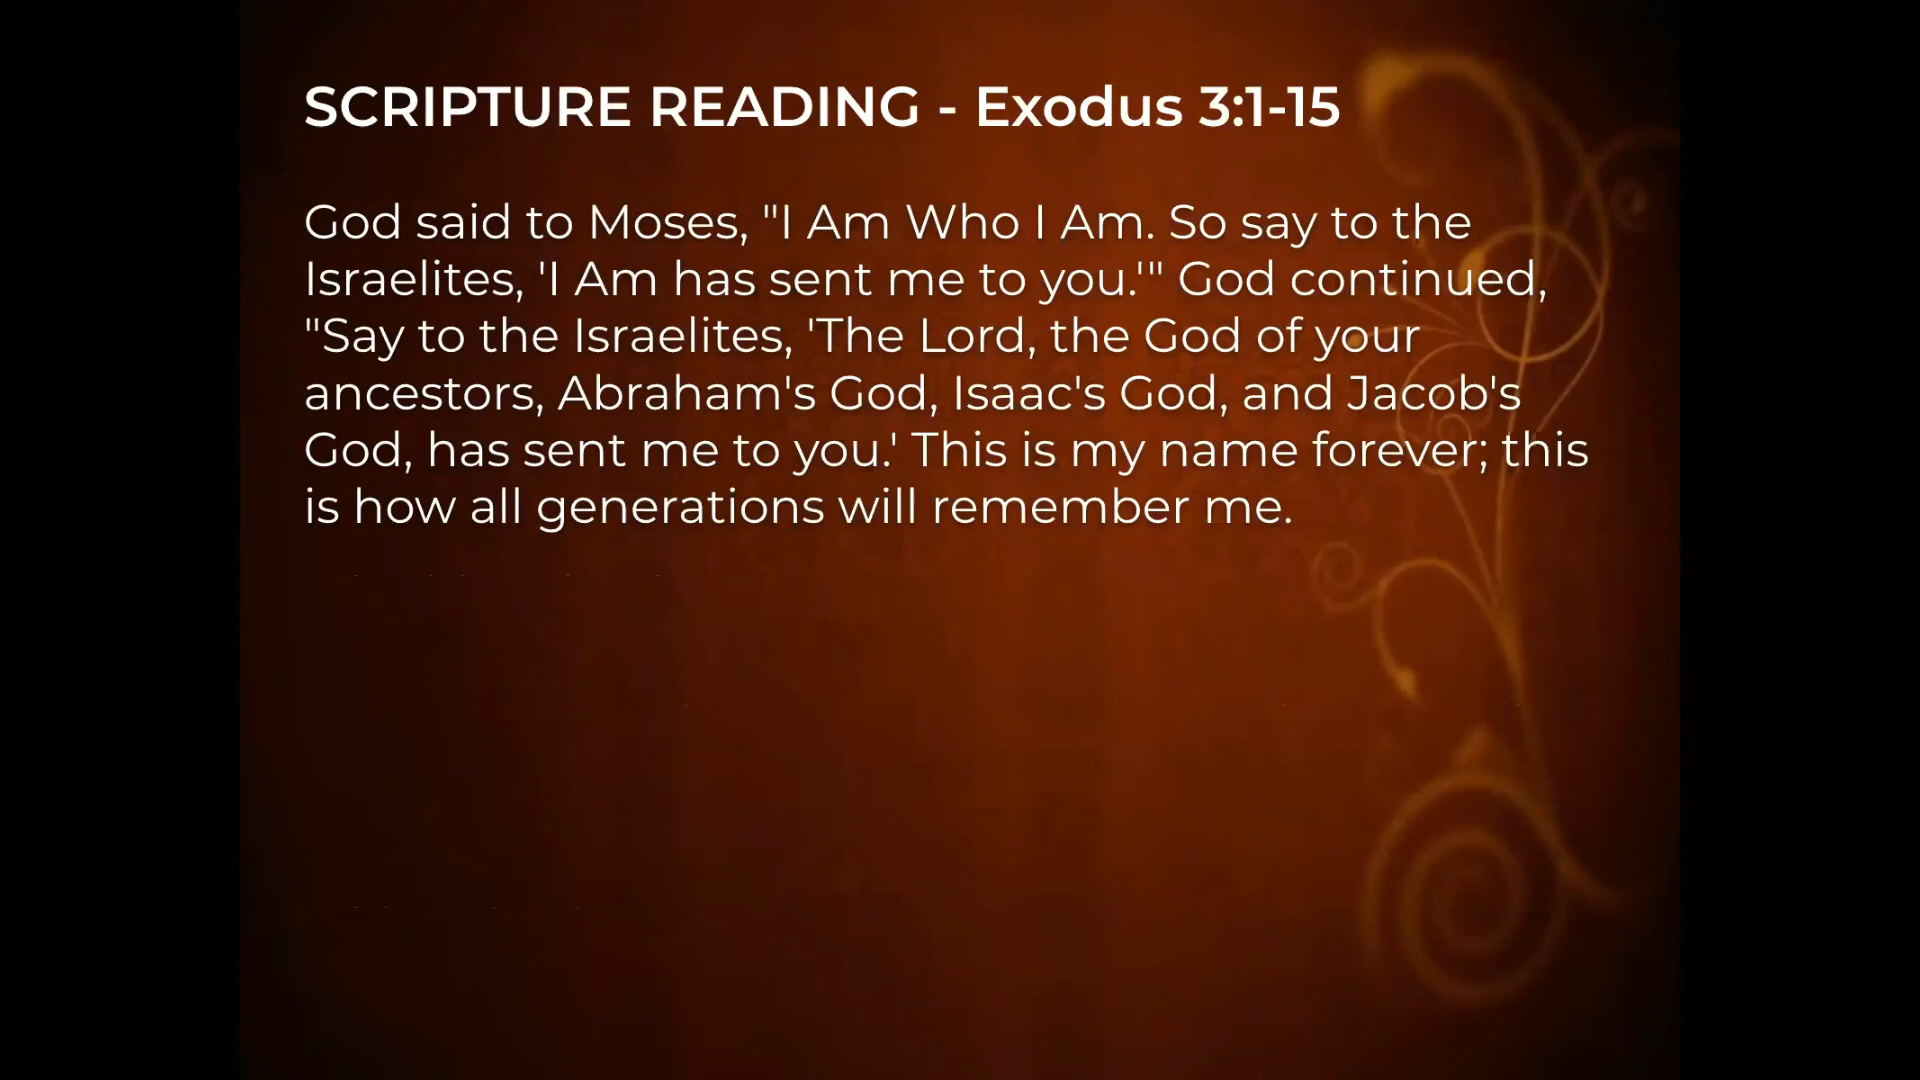 SCRIPTURE READING - Exodus 3:1-15
God said to Moses, "I Am Who I Am. So say to the
Israelites, 'I Am has sent me to you.'" God continued,
"Say to the Israelites, 'The Lord, the God of your
ancestors, Abraham's God, Isaac's God, and Jacob's
God, has sent me to you.' This is my name forever; this
is how all generations will remember me.